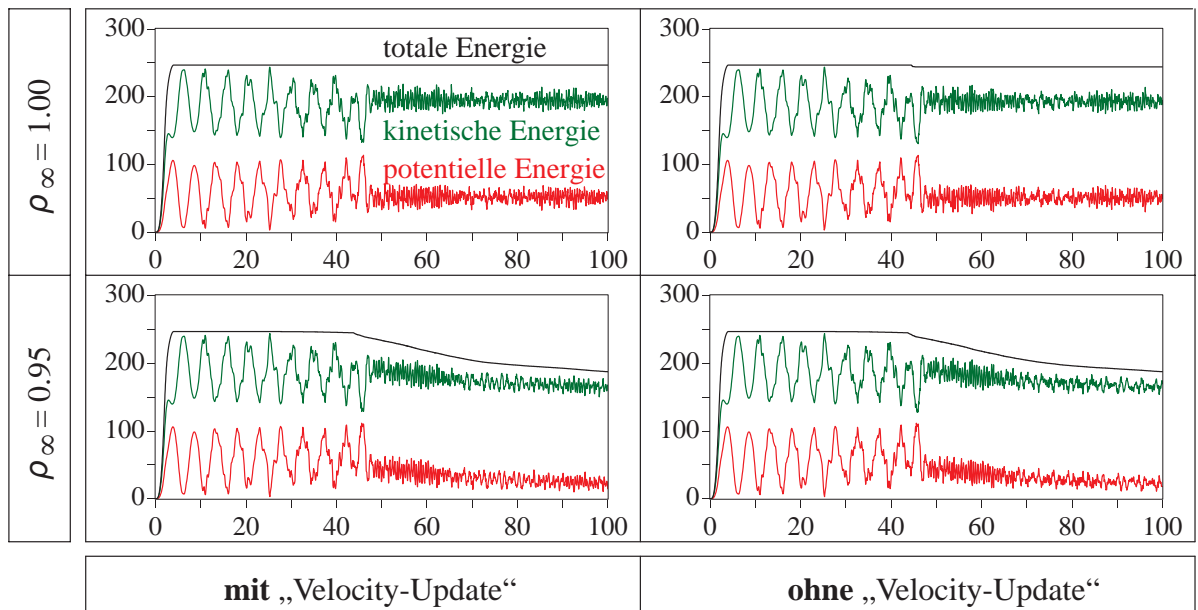 ρ∞ = 1.00
300
200
100
0
0 20 40 60 80 100
totale Energie
kinetische Energie
potentielle Energie
300
200
100
0
0 20 40 60 80 100
ρ∞ = 0.95
300
200
100
0
0 20 40 60 80 100
300
200
100
0
0 20 40 60 80 100
mit „Velocity-Update“
ohne „Velocity-Update“